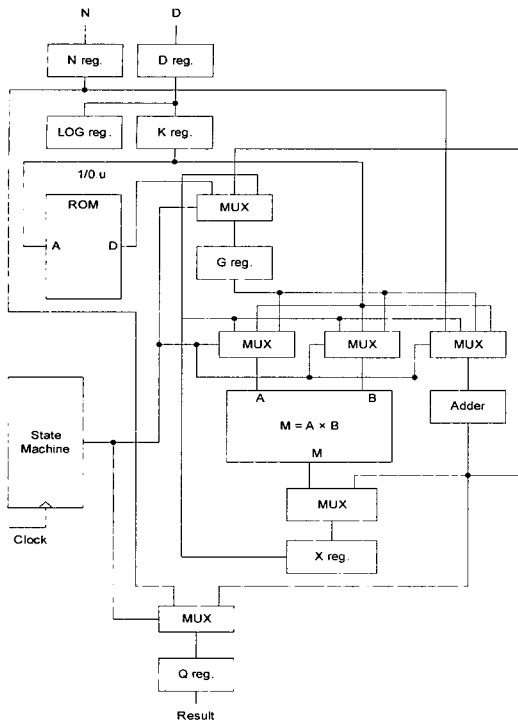 N D
N reg. D reg.
LOG reg. K reg.
1/0 u
ROM
MUX
A D
G reg.
MUX MUX MUX
A B
Adder
M = A × B
State
Machine
M
MUX
Clock
X reg.
MUX
Q reg.
Result